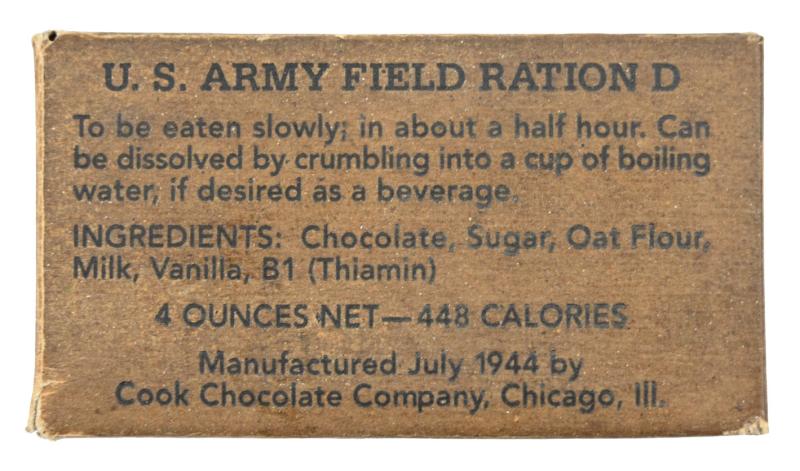 U. S. ARMY FIELD RATION D
To be eaten slowly; in about a half hour. Can
be dissolved by crumbling into a cup of boiling
water, if desired as a beverage.
INGREDIENTS: Chocolate, Sugar, Oat Flour,
Milk, Vanilla, B1 (Thiamin)
4 OUNCES NET—448 CALORIES
Manufactured July 1944 by
Cook Chocolate Company, Chicago, Ill.